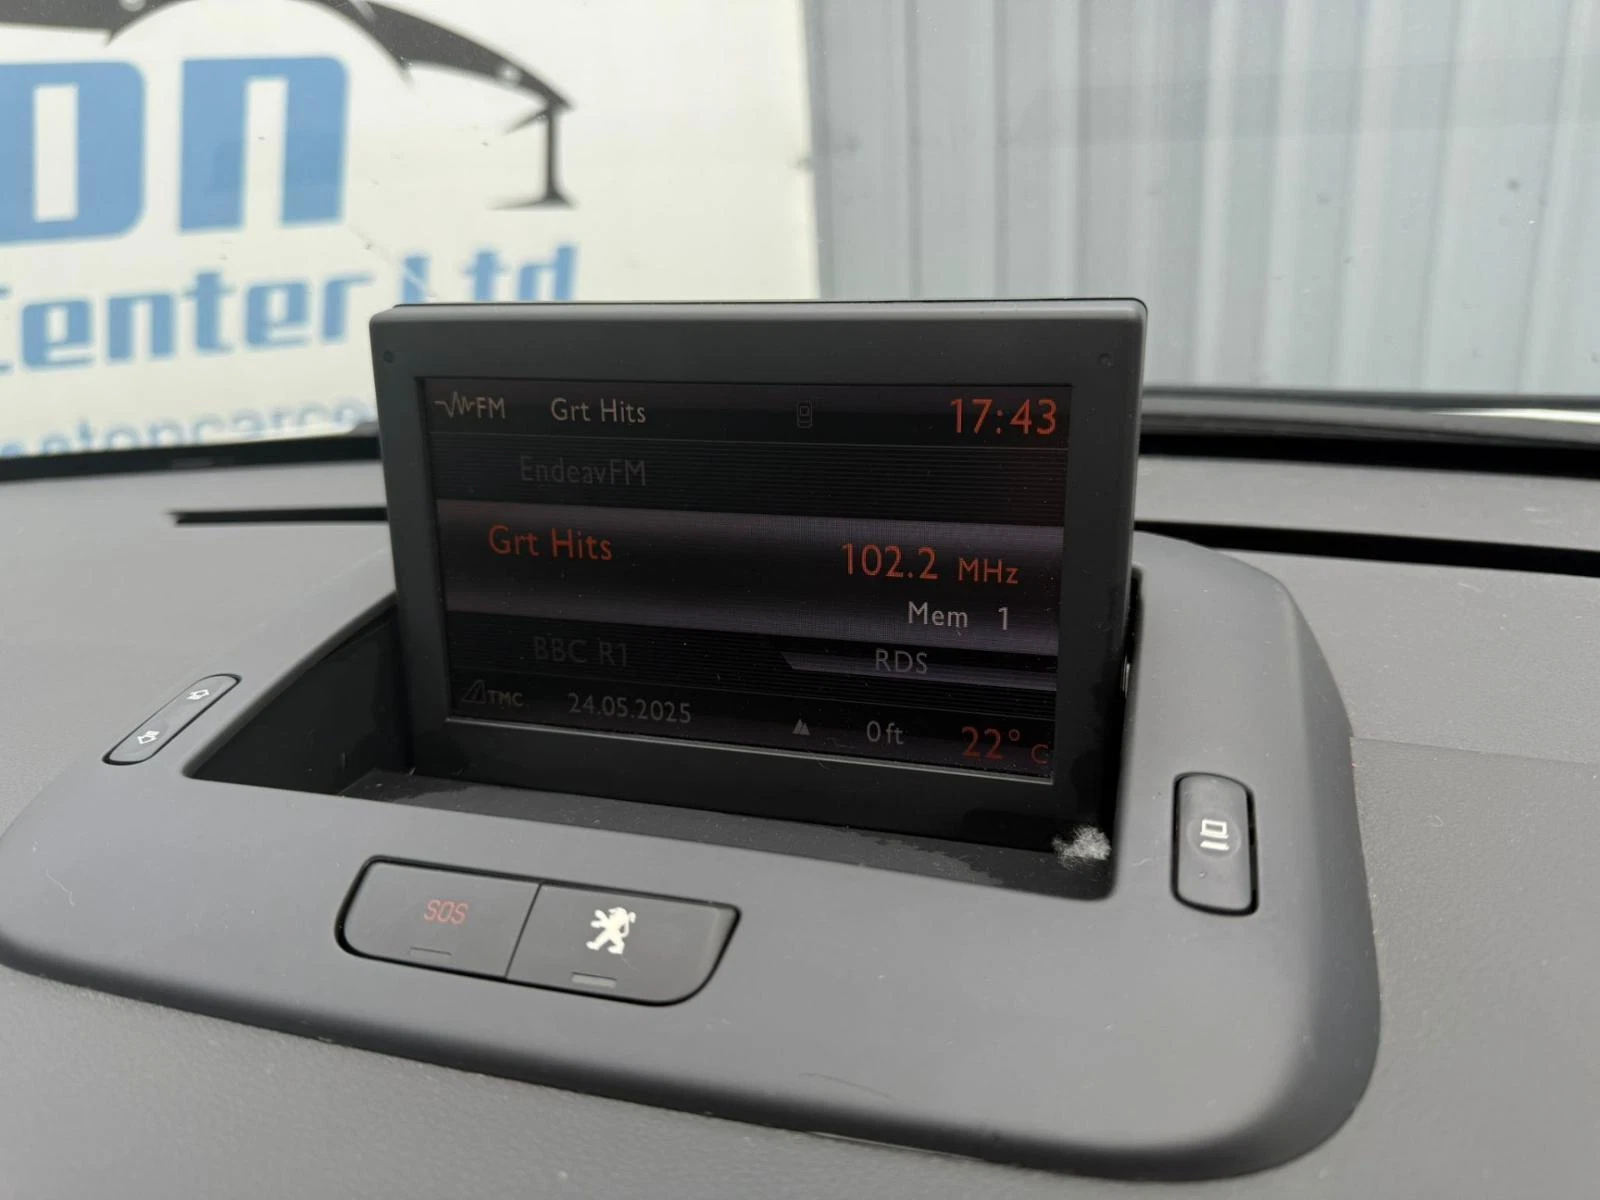 on
Center Ltd
FM Grt Hits 17:43
EndeavFM
Grt Hits 102.2 MHz
Mem 1
BBC R1 RDS
TMC 24.05.2025 0ft 22°C
SOS